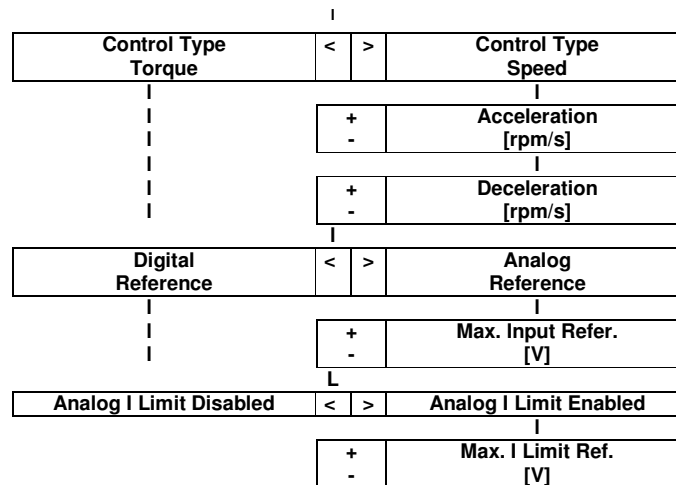 I
Control Type < > Control Type
Torque Speed
I I
I + Acceleration
I - [rpm/s]
I I
I + Deceleration
I - [rpm/s]
I
Digital < > Analog
Reference Reference
I I
I + Max. Input Refer.
I - [V]
L
Analog I Limit Disabled < > Analog I Limit Enabled
I
+ Max. I Limit Ref.
- [V]